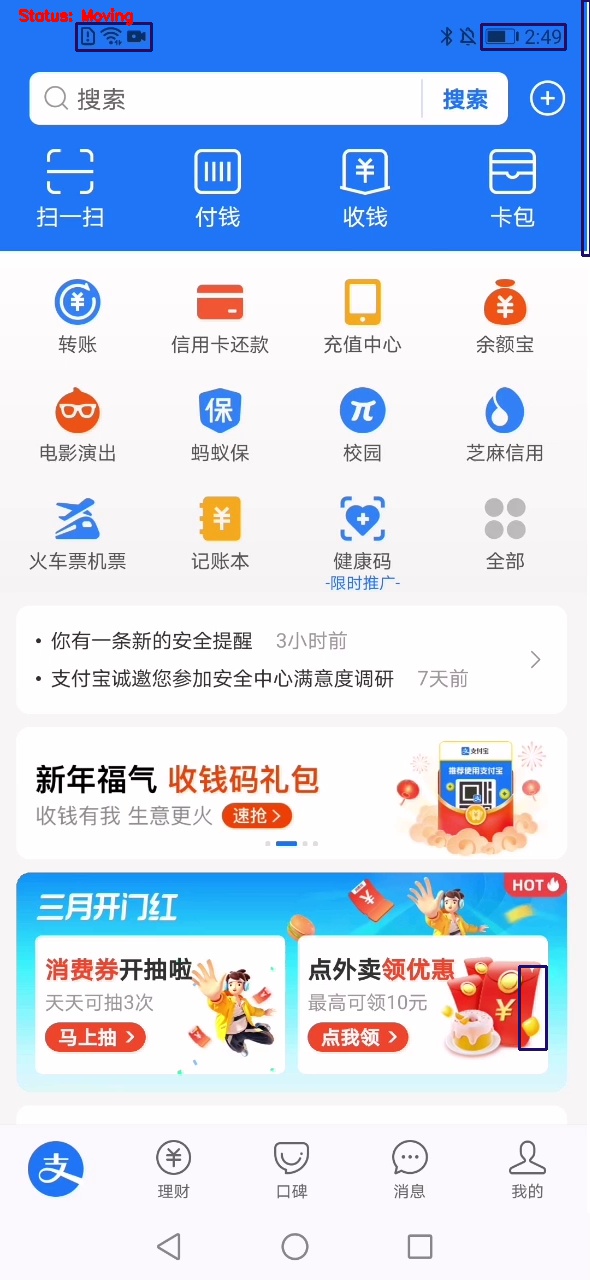 Status: Moving
2:49
搜索 搜索
扫一扫 付钱 收钱 卡包
转账 信用卡还款 充值中心 余额宝
保
电影演出 蚂蚁保 校园 芝麻信用
火车票机票 记账本 健康码 全部
-限时推广-
• 你有一条新的安全提醒 3小时前
• 支付宝诚邀您参加安全中心满意度调研 7天前
支付宝
推荐使用支付宝
新年福气 收钱码礼包
收钱有我 生意更火 速抢 >
HOT
三月开门红
消费券开抽啦
天天可抽3次
马上抽 >
点外卖领优惠
最高可领10元
点我领 >
支
理财 口碑 消息 我的